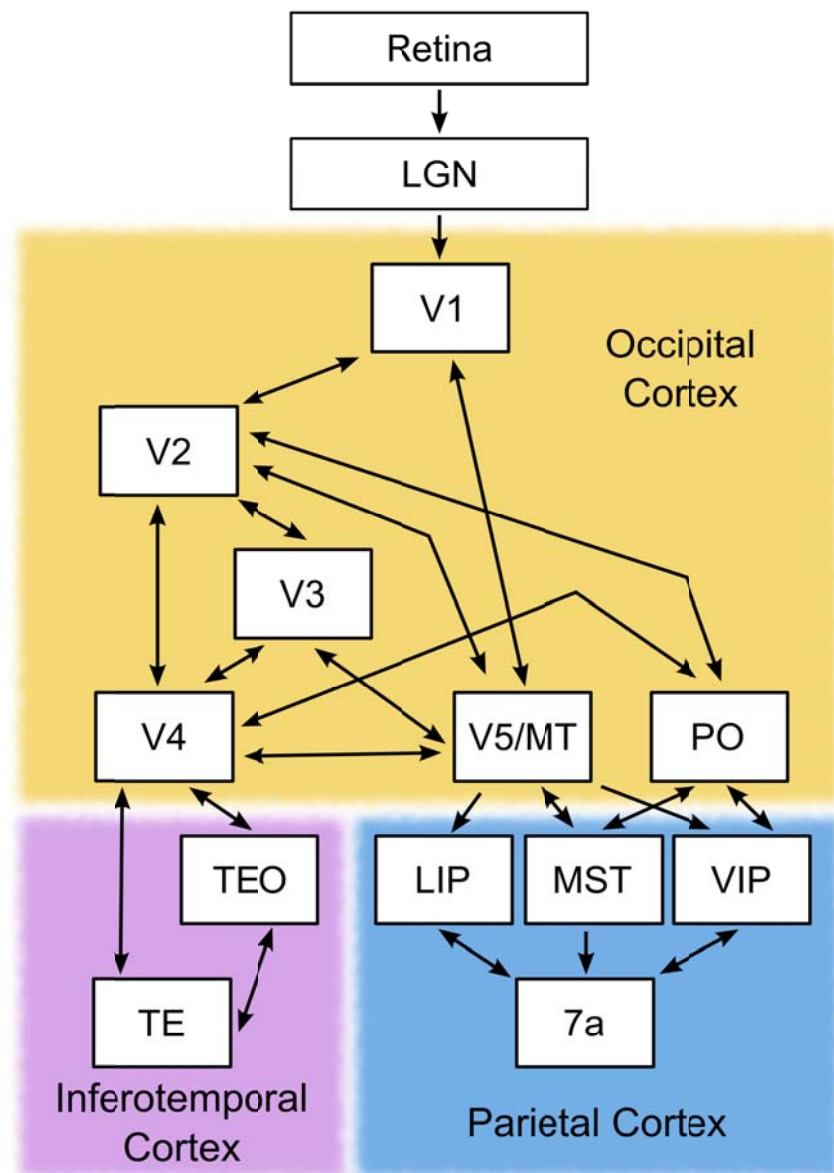 Retina
LGN
V1
Occipital
Cortex
V2
V3
V4
V5/MT
PO
TEO
LIP
MST
VIP
TE
7a
Inferotemporal
Cortex
Parietal Cortex